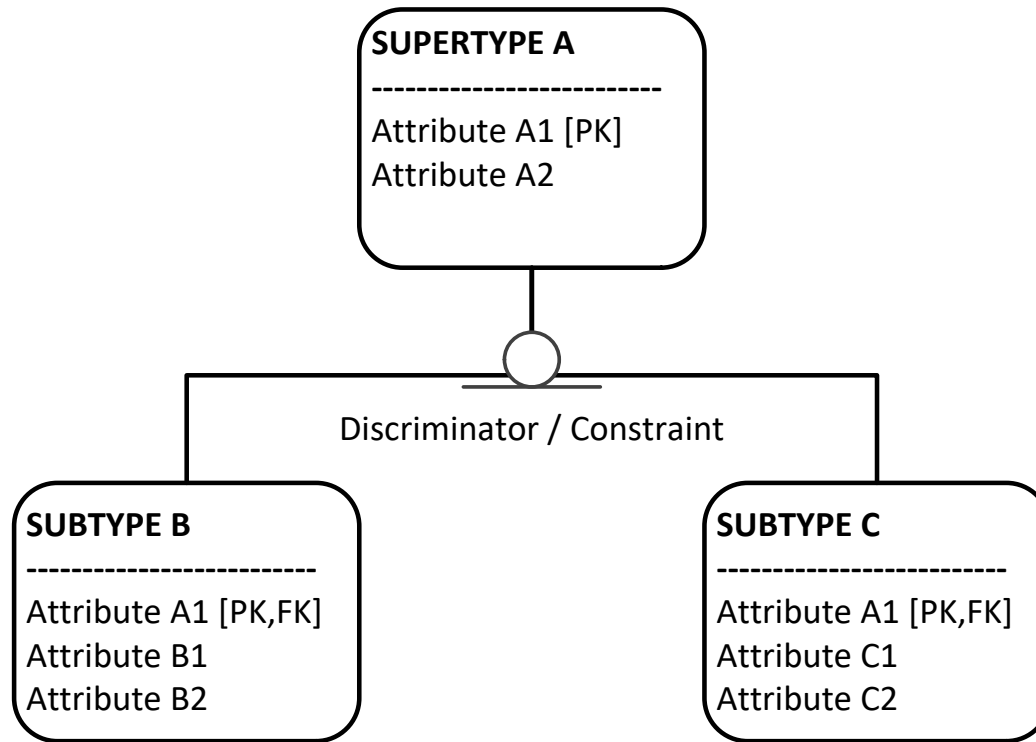 SUPERTYPE A
--------------------------
Attribute A1 [PK]
Attribute A2
Discriminator / Constraint
SUBTYPE B
--------------------------
Attribute A1 [PK,FK]
Attribute B1
Attribute B2
SUBTYPE C
--------------------------
Attribute A1 [PK,FK]
Attribute C1
Attribute C2